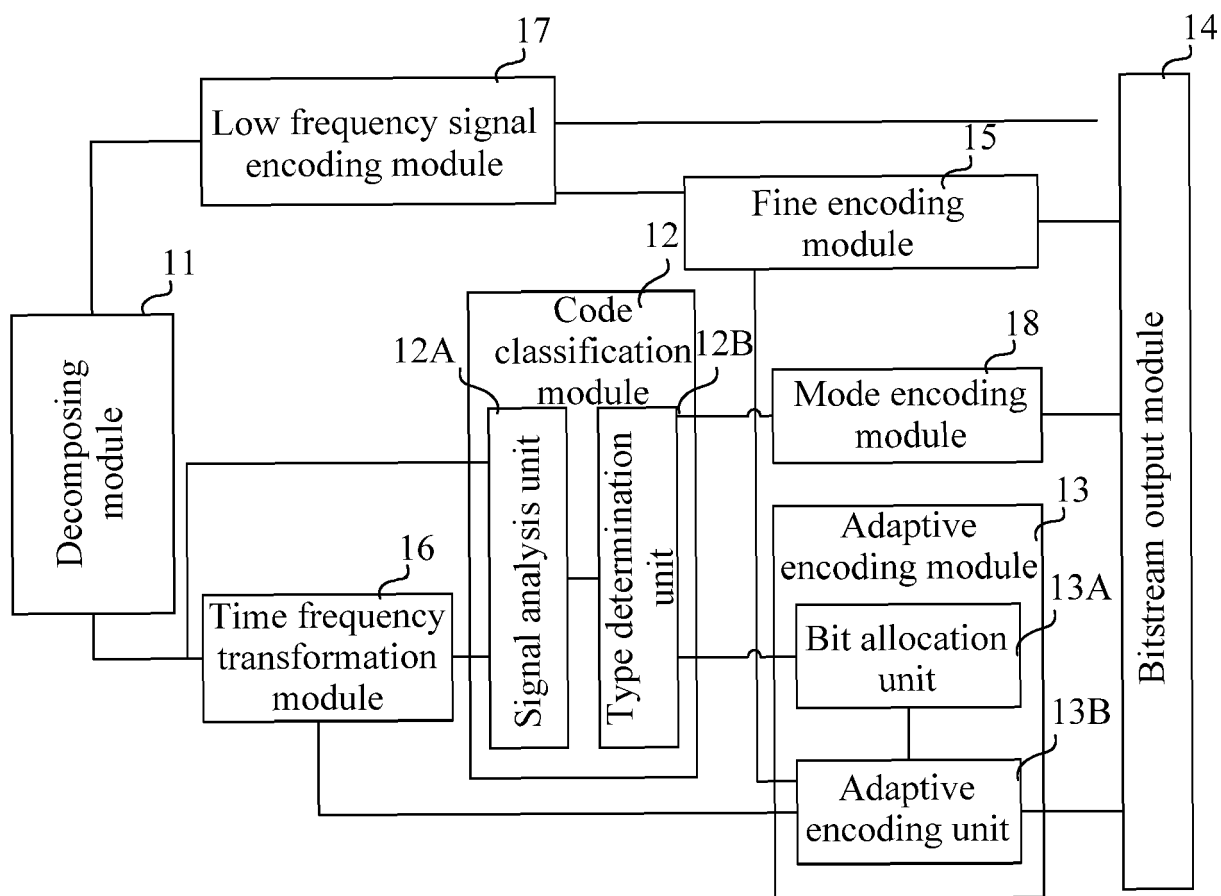 17
14
Low frequency signal
encoding module
15
Fine encoding
module
11
12
Decomposing
module
Code
classification
module
12A
12B
18
Mode encoding
module
Signal analysis unit
Type determination
unit
Bitstream output module
13
Adaptive
encoding module
16
Time frequency
transformation
module
13A
Bit allocation
unit
13B
Adaptive
encoding unit